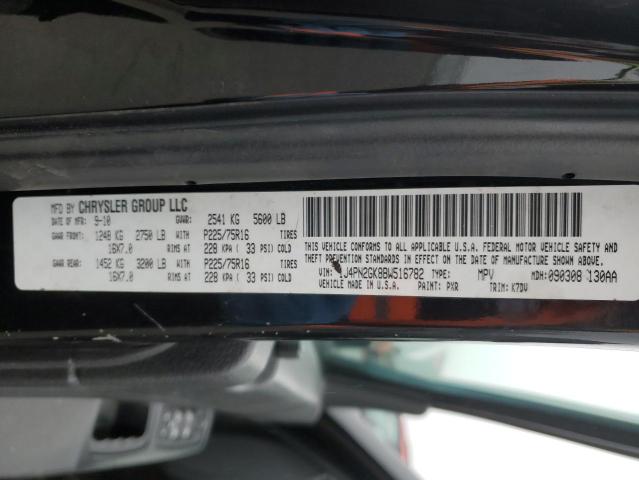 MFD BY CHRYSLER GROUP LLC
DATE OF MFR: 9-10 GVWR: 2541 KG 5600 LB
GAWR FRONT: 1248 KG 2750 LB WITH P225/75R16 TIRES
16X7.0 RIMS AT 228 KPA ( 33 PSI) COLD
GAWR REAR: 1452 KG 3200 LB WITH P225/75R16 TIRES
16X7.0 RIMS AT 228 KPA ( 33 PSI) COLD
THIS VEHICLE CONFORMS TO ALL APPLICABLE U.S.A. FEDERAL MOTOR VEHICLE SAFETY AND
THEFT PREVENTION STANDARDS IN EFFECT ON THE DATE OF MANUFACTURE SHOWN ABOVE.
VIN: J4PN2GK8BW516782 TYPE: MPV MDH: 090308 130AA
VEHICLE MADE IN U.S.A. PAINT: PXR TRIM: K7DV